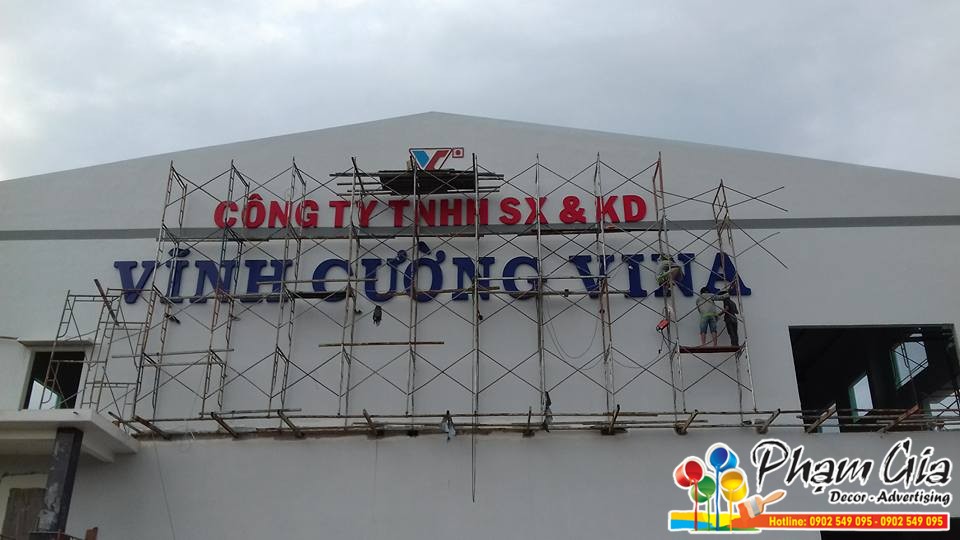 CÔNG TY TNHH SX & KD
VĨNH CƯỜNG VINA
Phạm Gia
Decor - Advertising
Hotline: 0902 549 095 - 0902 549 095